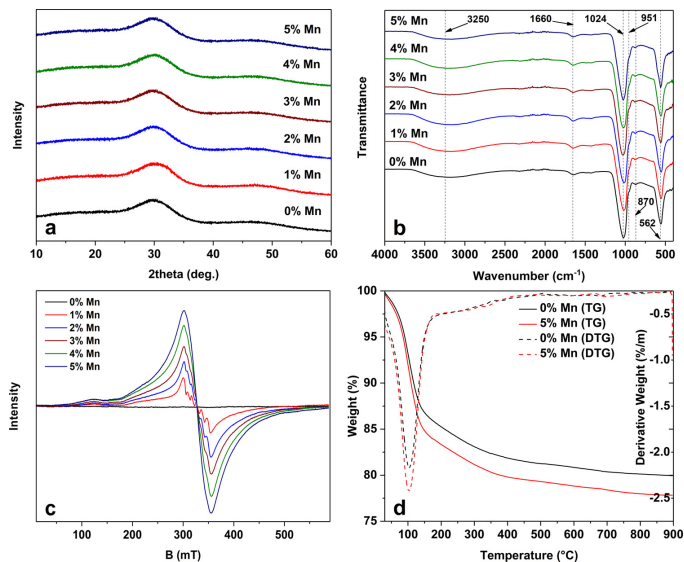 5% Mn
4% Mn
3% Mn
2% Mn
1% Mn
0% Mn
a
Intensity
10 20 30 40 50 60
2theta (deg.)
3250 1660 1024 951
5% Mn
4% Mn
3% Mn
2% Mn
1% Mn
0% Mn
870
562
b
Transmittance
4000 3500 3000 2500 2000 1500 1000 500
Wavenumber (cm-1)
0% Mn
1% Mn
2% Mn
3% Mn
4% Mn
5% Mn
c
Intensity
100 200 300 400 500
B (mT)
0% Mn (TG)
5% Mn (TG)
0% Mn (DTG)
5% Mn (DTG)
d
Weight (%)
100
95
90
85
80
75
Derivative Weight (%/m)
-0.5
-1.0
-1.5
-2.0
-2.5
100 200 300 400 500 600 700 800 900
Temperature (°C)